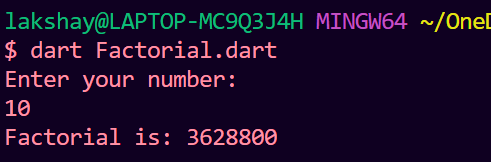 lakshay@LAPTOP-MC9Q3J4H MINGW64 ~/OneD
$ dart Factorial.dart
Enter your number:
10
Factorial is: 3628800